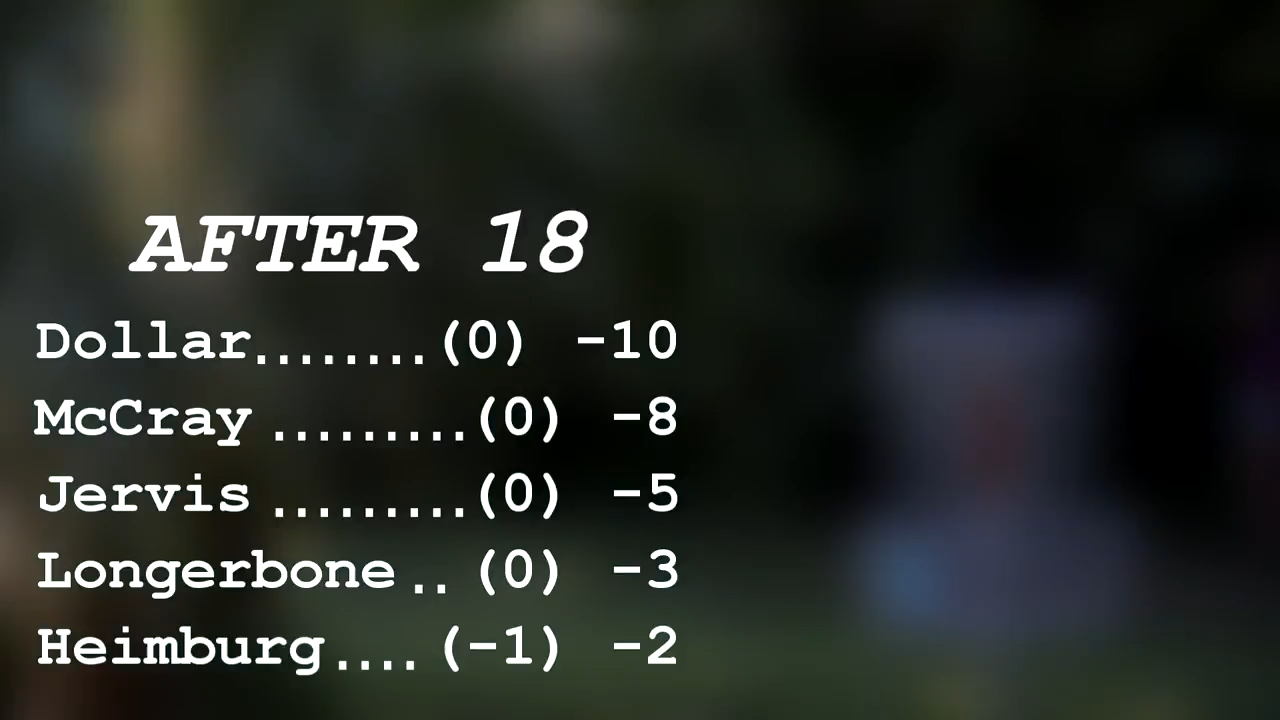 AFTER 18
Dollar........(0) -10
McCray .........(0) -8
Jervis .........(0) -5
Longerbone .. (0) -3
Heimburg.... (-1) -2